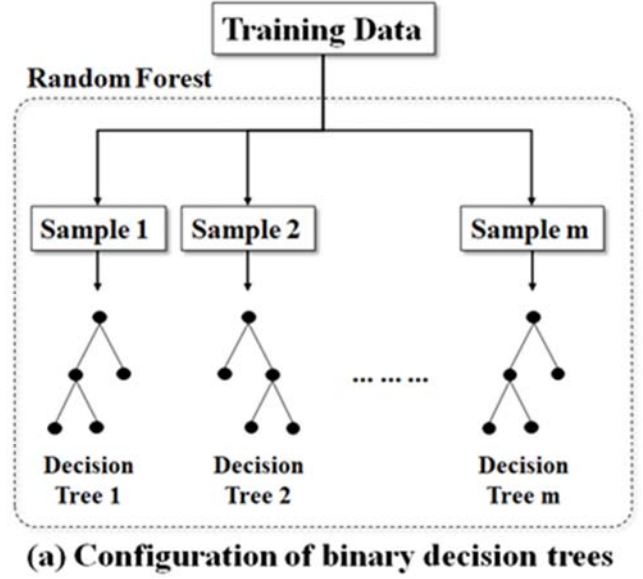 Training Data
Random Forest
Sample 1
Sample 2
Sample m
... ... ...
Decision
Tree 1
Decision
Tree 2
Decision
Tree m
(a) Configuration of binary decision trees